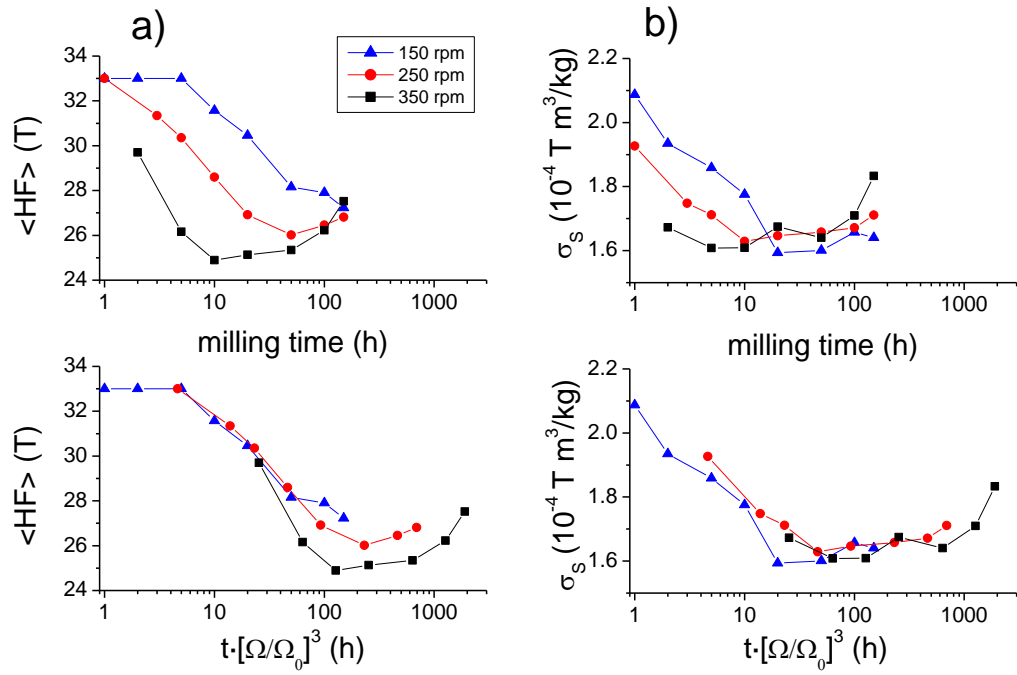 a)
b)
150 rpm
250 rpm
350 rpm
<HF> (T)
33
32
30
28
26
24
1
10
100
1000
milling time (h)
σS (10-4 T m3/kg)
2.2
2.0
1.8
1.6
1
10
100
1000
milling time (h)
<HF> (T)
33
32
30
28
26
24
1
10
100
1000
t·[Ω/Ω0]3 (h)
σS (10-4 T m3/kg)
2.2
2.0
1.8
1.6
1
10
100
1000
t·[Ω/Ω0]3 (h)